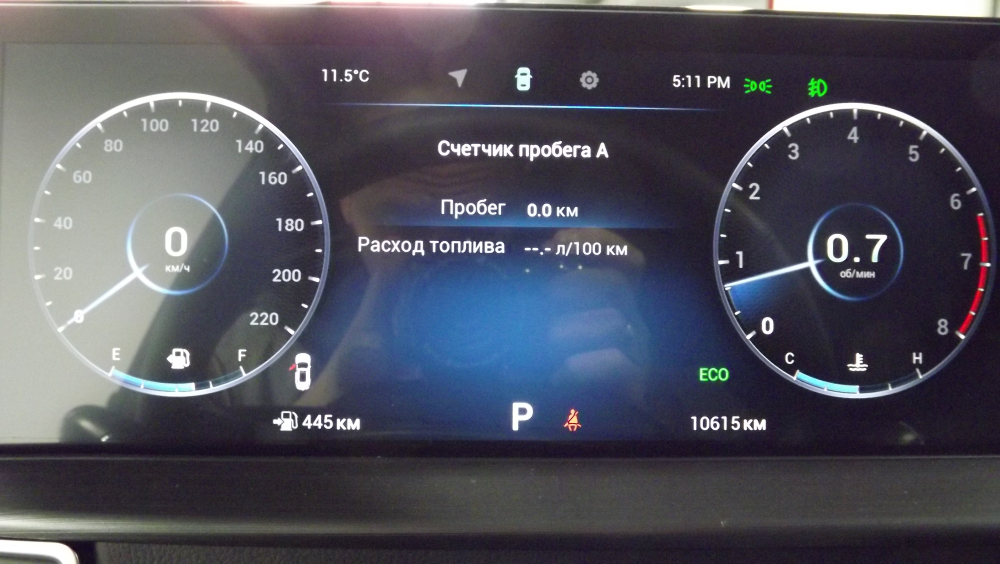 11.5°C
5:11 PM
Счетчик пробега А
Пробег 0.0 км
Расход топлива --.- л/100 км
0 20 40 60 80 100 120 140 160 180 200 220
0
км/ч
E F
0 1 2 3 4 5 6 7 8
0.7
об/мин
C H
ECO
445 км
P
10615 км